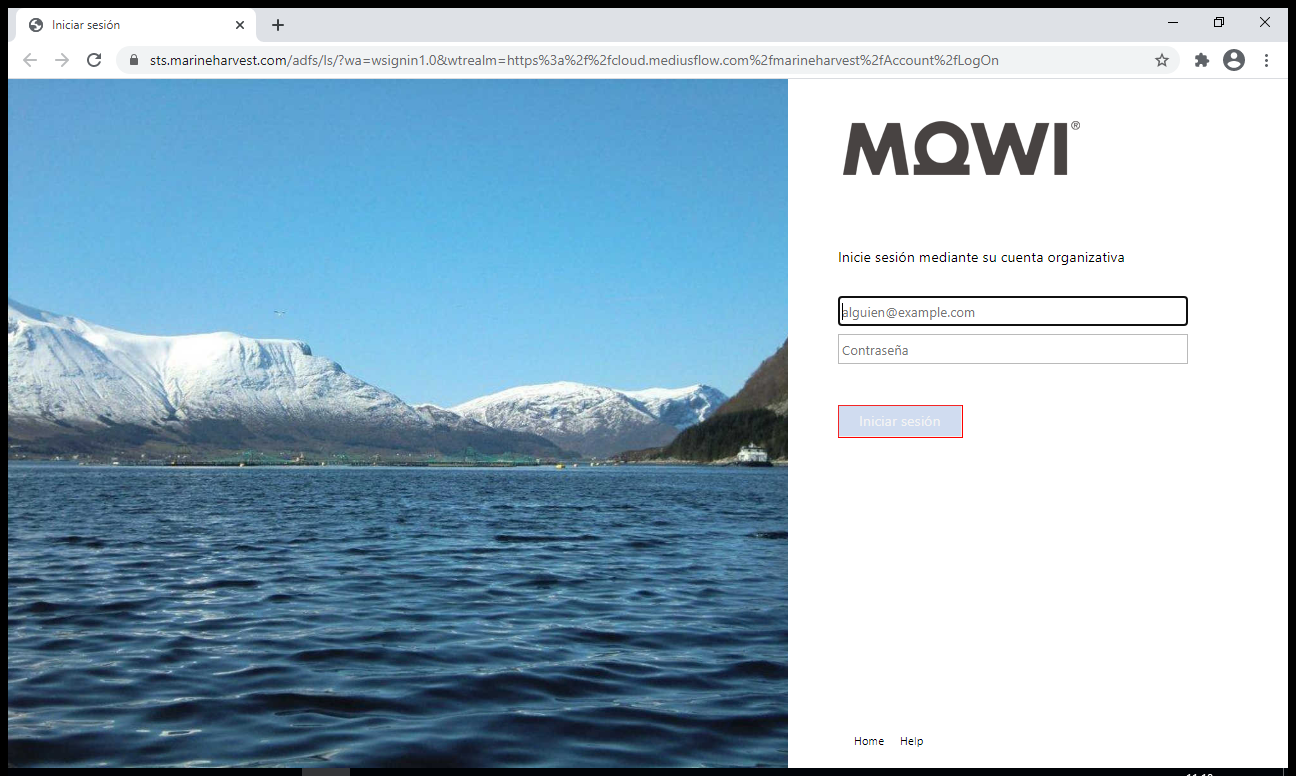 Iniciar sesión
sts.marineharvest.com/adfs/ls/?wa=wsignin1.0&wtrealm=https%3a%2f%2fcloud.mediusflow.com%2fmarineharvest%2fAccount%2fLogOn
MOWI®
Inicie sesión mediante su cuenta organizativa
alguien@example.com
Contraseña
Iniciar sesión
Home Help